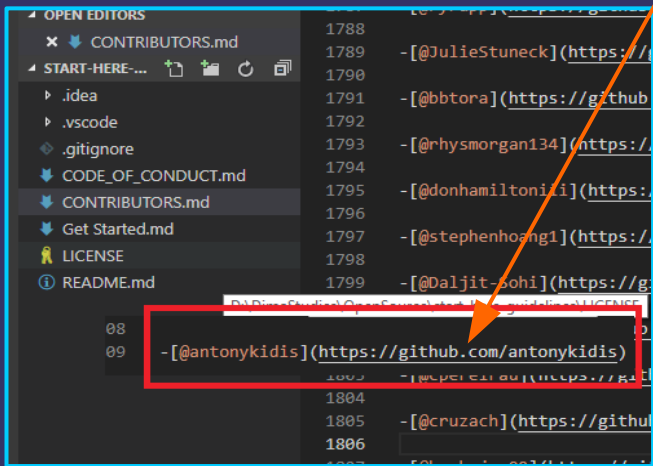 OPEN EDITORS
CONTRIBUTORS.md
START-HERE-...
.idea
.vscode
.gitignore
CODE_OF_CONDUCT.md
CONTRIBUTORS.md
Get Started.md
LICENSE
README.md
1788
1789 -[@JulieStuneck](https://g
1790
1791 -[@bbtora](https://github
1792
1793 -[@rhysmorgan134](https:/
1794
1795 -[@donhamiltoniii](https:
1796
1797 -[@stephenhoang1](https:/
1798
1799 -[@Daljit-Sohi](https://gi
08
09 -[@antonykidis](https://github.com/antonykidis)
1804
1805 -[@cruzach](https://githu
1806